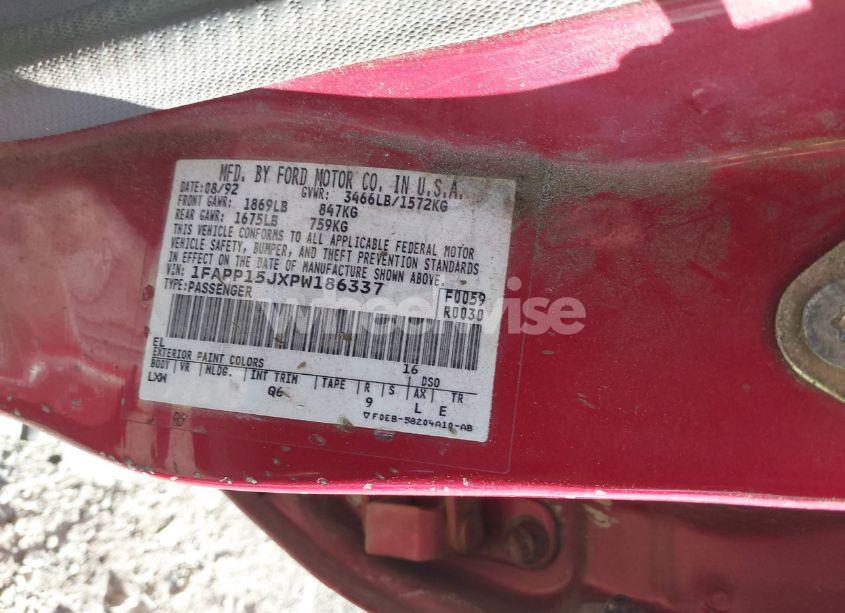 MFD. BY FORD MOTOR CO. IN U.S.A.
DATE: 08/92 GVWR: 3466LB/1572KG
FRONT GAWR: 1869LB 847KG
REAR GAWR: 1675LB 759KG
THIS VEHICLE CONFORMS TO ALL APPLICABLE FEDERAL MOTOR
VEHICLE SAFETY, BUMPER, AND THEFT PREVENTION STANDARDS
IN EFFECT ON THE DATE OF MANUFACTURE SHOWN ABOVE.
VIN: 1FAPP15JXPW186337 F0059
TYPE: PASSENGER R0030
wheelwise
EL 16
EXTERIOR PAINT COLORS DSO
BODY VR MLDG. INT TRIM TAPE R S AX TR
LXW Q6 9 L E
F0EB-58204A10-AB